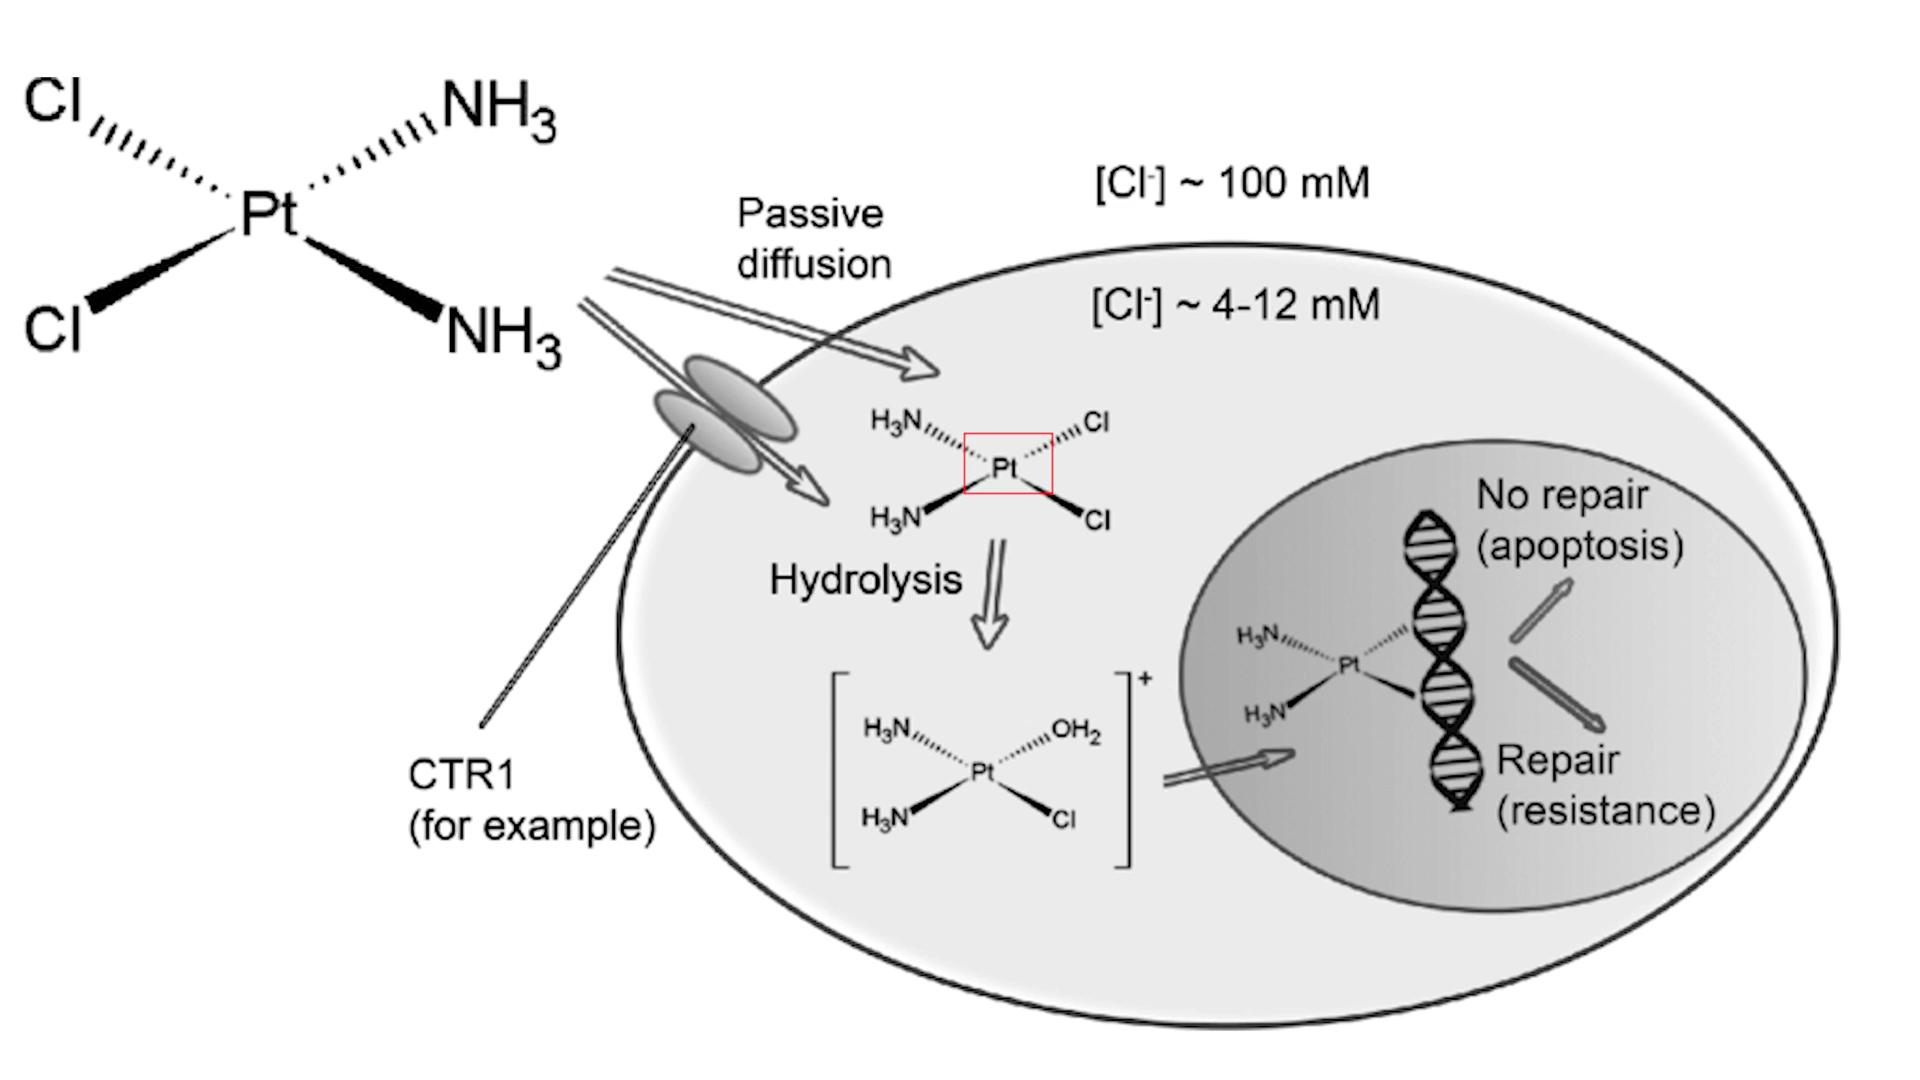 Cl
NH3
Pt
Cl
NH3
Passive
diffusion
[Cl-] ~ 100 mM
[Cl-] ~ 4-12 mM
H3N
Cl
Pt
H3N
Cl
Hydrolysis
H3N
OH2
Pt
H3N
Cl
+
CTR1
(for example)
H3N
Pt
H3N
No repair
(apoptosis)
Repair
(resistance)